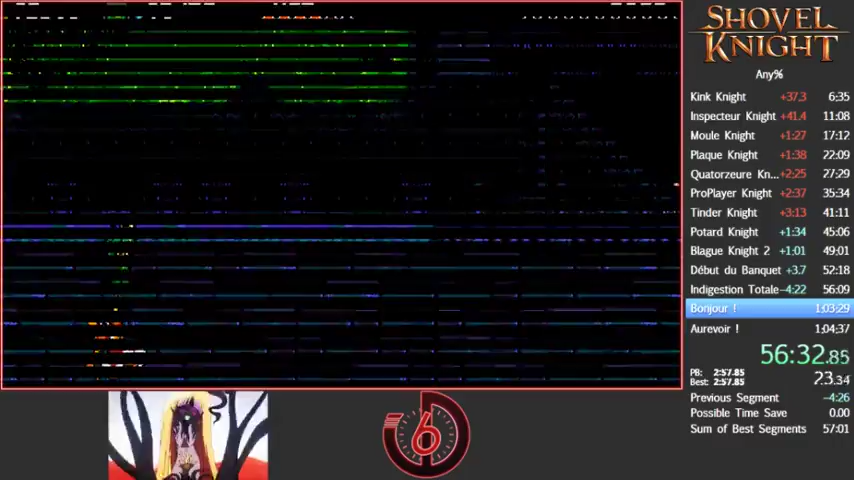 SHOVEL KNIGHT
Any%
Kink Knight +37.3 6:35
Inspecteur Knight +41.4 11:08
Moule Knight +1:27 17:12
Plaque Knight +1:38 22:09
Quatorzeure Kn... +2:25 27:29
ProPlayer Knight +2:37 35:34
Tinder Knight +3:13 41:11
Potard Knight +1:34 45:06
Blague Knight 2 +1:01 49:01
Début du Banquet +3.7 52:18
Indigestion Totale -4:22 56:09
Bonjour ! 1:03:29
Aurevoir ! 1:04:37
56:32.85
PB: 2:57.85
Best: 2:57.85 23.34
Previous Segment -4:26
Possible Time Save 0.00
Sum of Best Segments 57:01
6